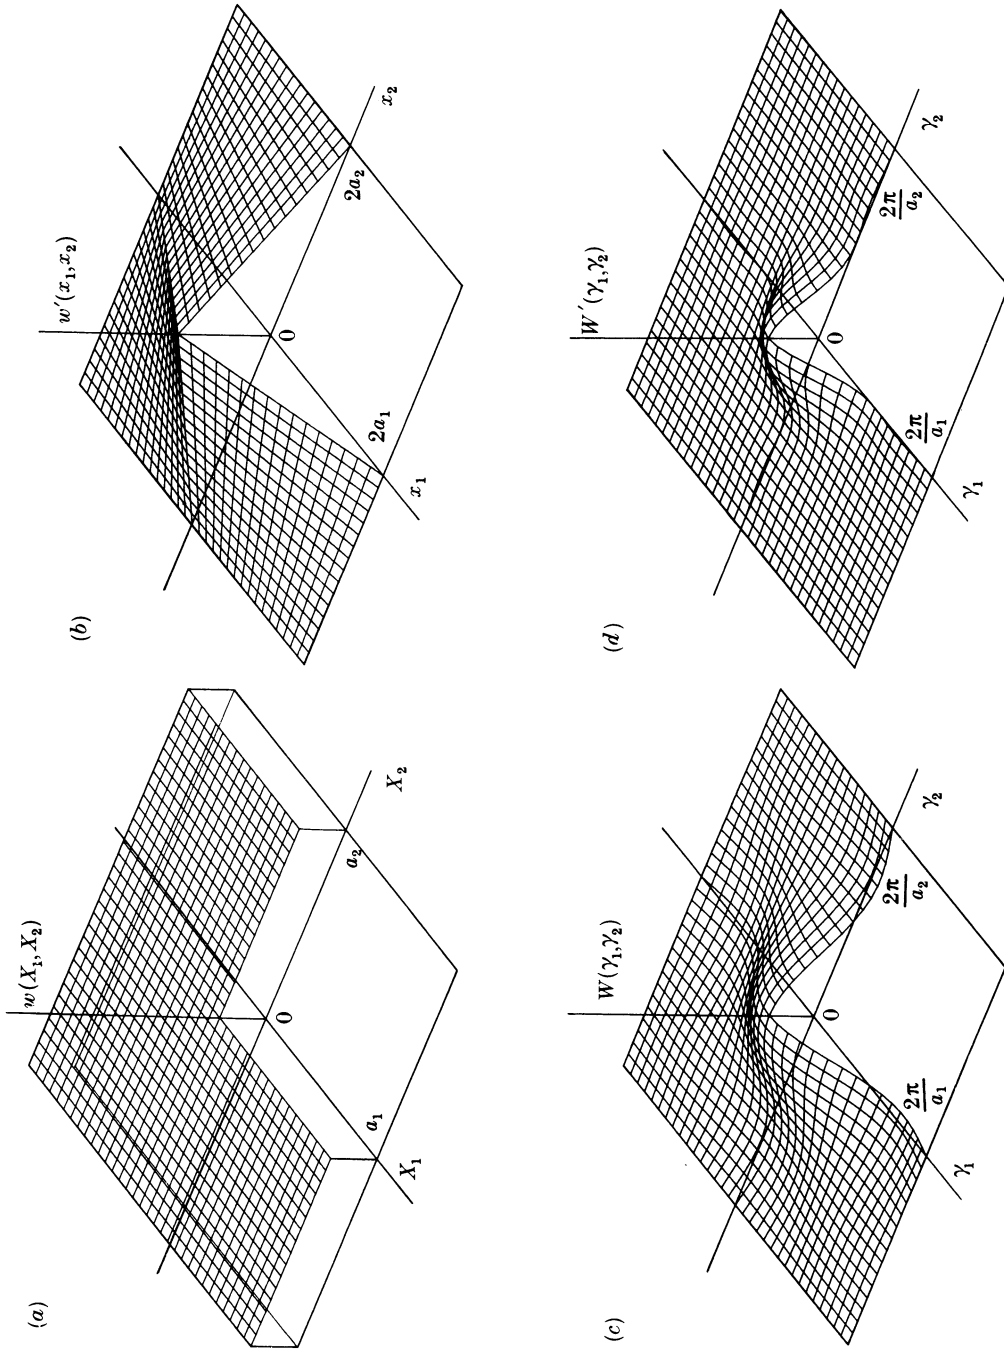 (a)
w(X₁, X₂)
a₁
X₁
0
a₂
X₂
(b)
w′(x₁, x₂)
2a₁
x₁
0
2a₂
x₂
(c)
W(γ₁,γ₂)
2π
a₁
γ₁
0
2π
a₂
γ₂
(d)
W′(γ₁,γ₂)
2π
a₁
γ₁
0
2π
a₂
γ₂